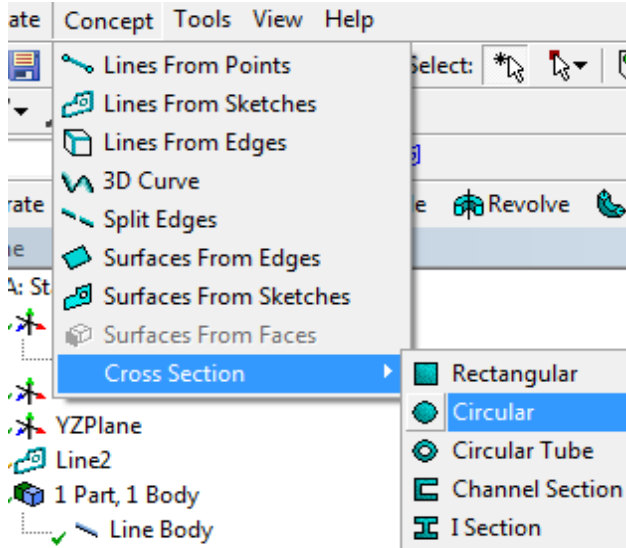 ate Concept Tools View Help
Lines From Points
Select:
Lines From Sketches
Lines From Edges
3D Curve
rate
e Revolve
Split Edges
ne
Surfaces From Edges
A: St
Surfaces From Sketches
Surfaces From Faces
Cross Section
Rectangular
Circular
YZPlane
Line2
Circular Tube
1 Part, 1 Body
Channel Section
Line Body
I Section